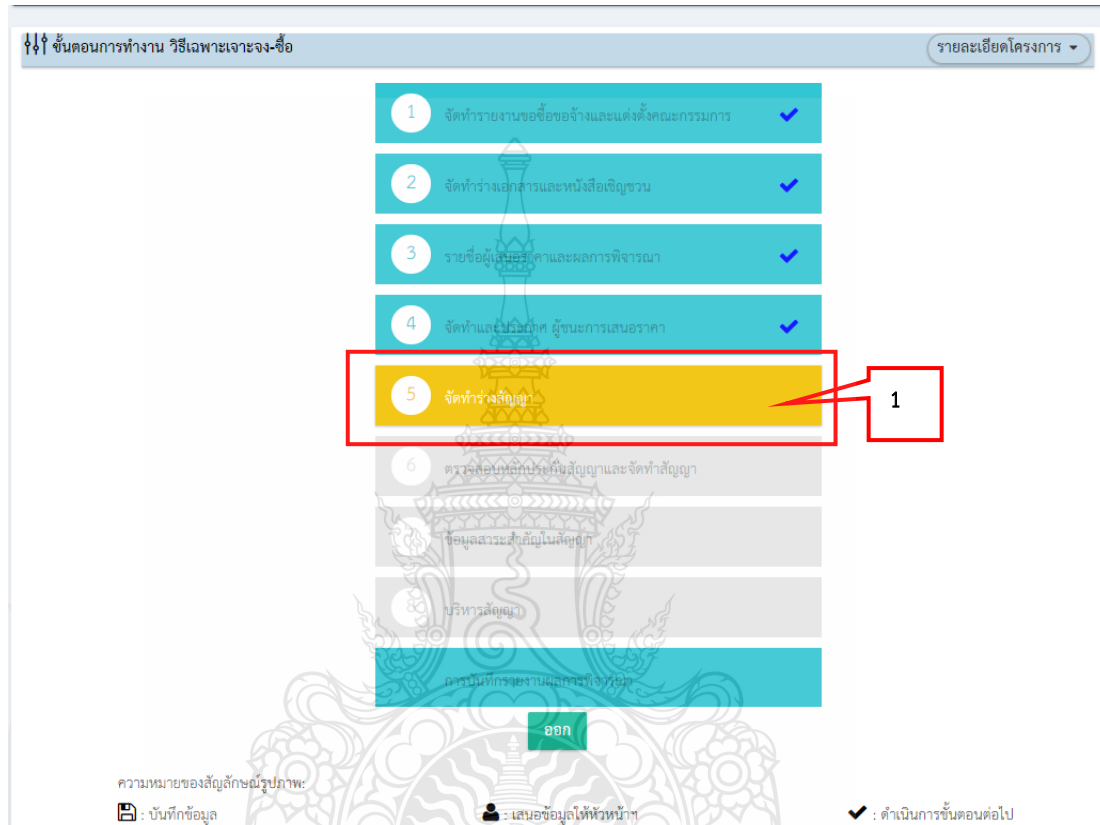 ขั้นตอนการทำงาน วิธีเฉพาะเจาะจง-ซื้อ
รายละเอียดโครงการ
1 จัดทำรายงานขอซื้อขอจ้างและแต่งตั้งคณะกรรมการ
2 จัดทำร่างเอกสารและหนังสือเชิญชวน
3 รายชื่อผู้เสนอราคาและผลการพิจารณา
4 จัดทำและประกาศ ผู้ชนะการเสนอราคา
5 จัดทำร่างสัญญา
1
6 ตรวจสอบหลักประกันสัญญาและจัดทำสัญญา
ข้อมูลสาระสำคัญในสัญญา
8 บริหารสัญญา
การบันทึกรายงานผลการพิจารณา
ออก
ความหมายของสัญลักษณ์รูปภาพ:
: บันทึกข้อมูล
: เสนอข้อมูลให้หัวหน้าฯ
: ดำเนินการขั้นตอนต่อไป